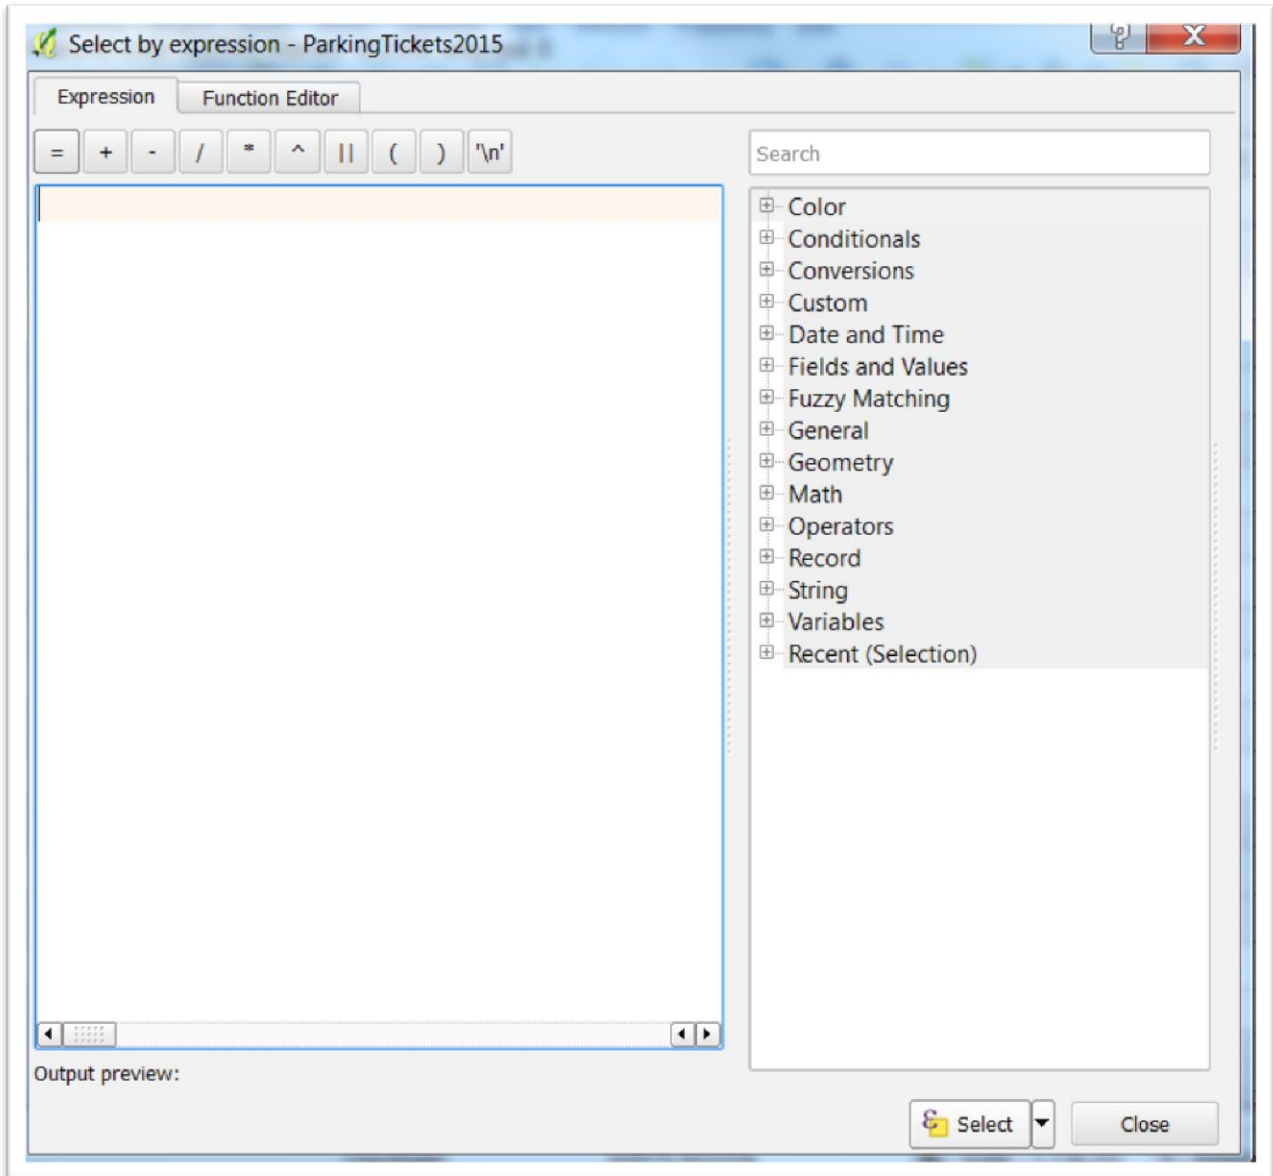 Select by expression - ParkingTickets2015
Expression Function Editor
= + - / * ^ || ( ) '\n'
Search
Color
Conditionals
Conversions
Custom
Date and Time
Fields and Values
Fuzzy Matching
General
Geometry
Math
Operators
Record
String
Variables
Recent (Selection)
Output preview:
Select Close